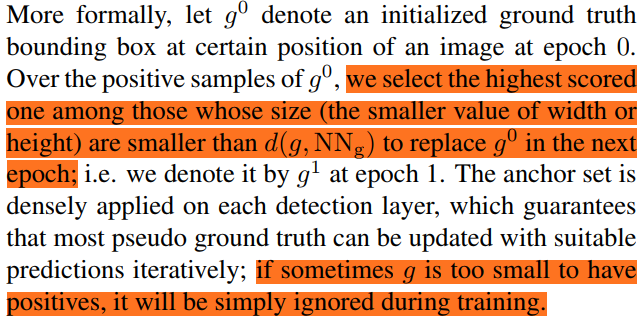 More formally, let g⁰ denote an initialized ground truth
bounding box at certain position of an image at epoch 0.
Over the positive samples of g⁰, we select the highest scored
one among those whose size (the smaller value of width or
height) are smaller than d(g, NN_g) to replace g⁰ in the next
epoch; i.e. we denote it by g¹ at epoch 1. The anchor set is
densely applied on each detection layer, which guarantees
that most pseudo ground truth can be updated with suitable
predictions iteratively; if sometimes g is too small to have
positives, it will be simply ignored during training.